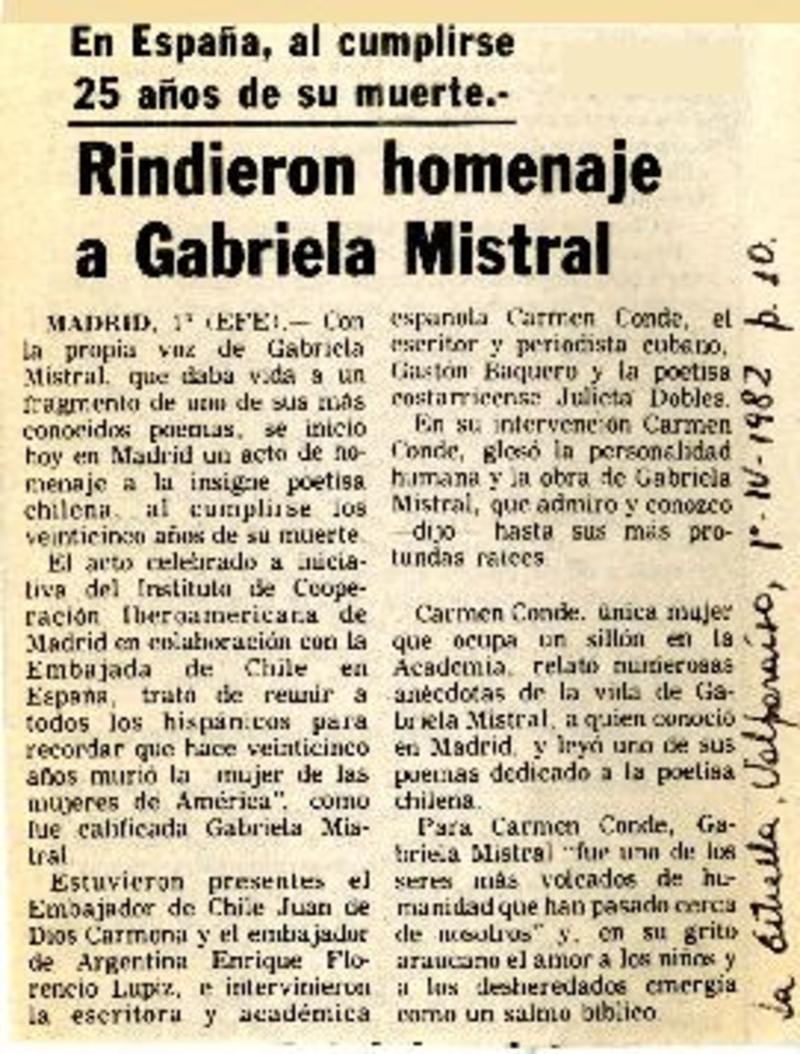 En España, al cumplirse
25 años de su muerte.-
Rindieron homenaje
a Gabriela Mistral
MADRID, 1º (EFE).— Con
la propia voz de Gabriela
Mistral, que daba vida a un
fragmento de uno de sus más
conocidos poemas, se inició
hoy en Madrid un acto de ho-
menaje a la insigne poetisa
chilena, al cumplirse los
veinticinco años de su muerte.
El acto celebrado a inicia-
tiva del Instituto de Coope-
ración Iberoamericana de
Madrid en colaboración con la
Embajada de Chile en
España, trató de reunir a
todos los hispánicos para
recordar que hace veinticinco
años murió la "mujer de las
mujeres de América", como
fue calificada Gabriela Mis-
tral.
Estuvieron presentes el
Embajador de Chile Juan de
Dios Carmona y el embajador
de Argentina Enrique Flo-
rencio Lupiz, e intervinieron
la escritora y académica
española Carmen Conde, el
escritor y periodista cubano,
Gastón Baquero y la poetisa
costarricense Julieta Dobles.
En su intervención Carmen
Conde, glosó la personalidad
humana y la obra de Gabriela
Mistral, que admiro y conozco
—dijo— hasta sus más pro-
fundas raíces.
Carmen Conde, única mujer
que ocupa un sillón en la
Academia, relató numerosas
anécdotas de la vida de Ga-
briela Mistral, a quien conoció
en Madrid, y leyó uno de sus
poemas dedicado a la poetisa
chilena.
Para Carmen Conde, Ga-
briela Mistral "fue uno de los
seres más volcados de hu-
manidad que han pasado cerca
de nosotros" y, en su grito
araucano el amor a los niños y
a los desheredados emergía
como un salmo bíblico.
La Estrella, Valparaíso, 1º-IV-1982 p. 10.